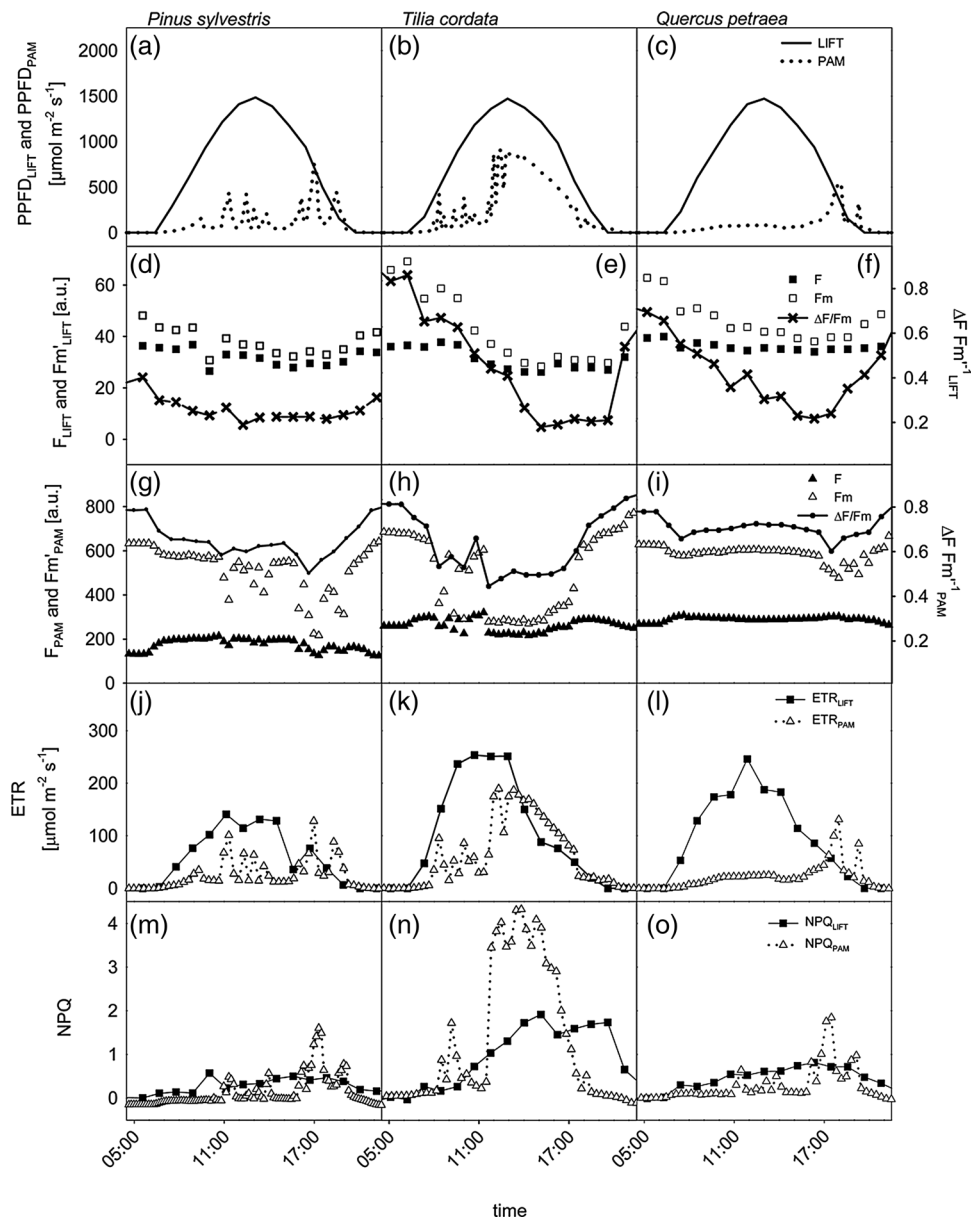 Pinus sylvestris
Tilia cordata
Quercus petraea
(a)
(b)
(c)
LIFT
PAM
PPFD_LIFT and PPFD_PAM
[µmol m⁻² s⁻¹]
2000
1500
1000
500
0
(d)
(e)
(f)
F
Fm
ΔF/Fm
F_LIFT and Fm'_LIFT [a.u.]
60
40
20
0
0.8
0.6
0.4
0.2
ΔF Fm'⁻¹ LIFT
(g)
(h)
(i)
F
Fm
ΔF/Fm
F_PAM and Fm'_PAM [a.u.]
800
600
400
200
0
0.8
0.6
0.4
0.2
ΔF Fm'⁻¹ PAM
(j)
(k)
(l)
ETR_LIFT
ETR_PAM
ETR
[µmol m⁻² s⁻¹]
300
200
100
0
(m)
(n)
(o)
NPQ_LIFT
NPQ_PAM
NPQ
4
3
2
1
0
05:00
11:00
17:00
05:00
11:00
17:00
05:00
11:00
17:00
time